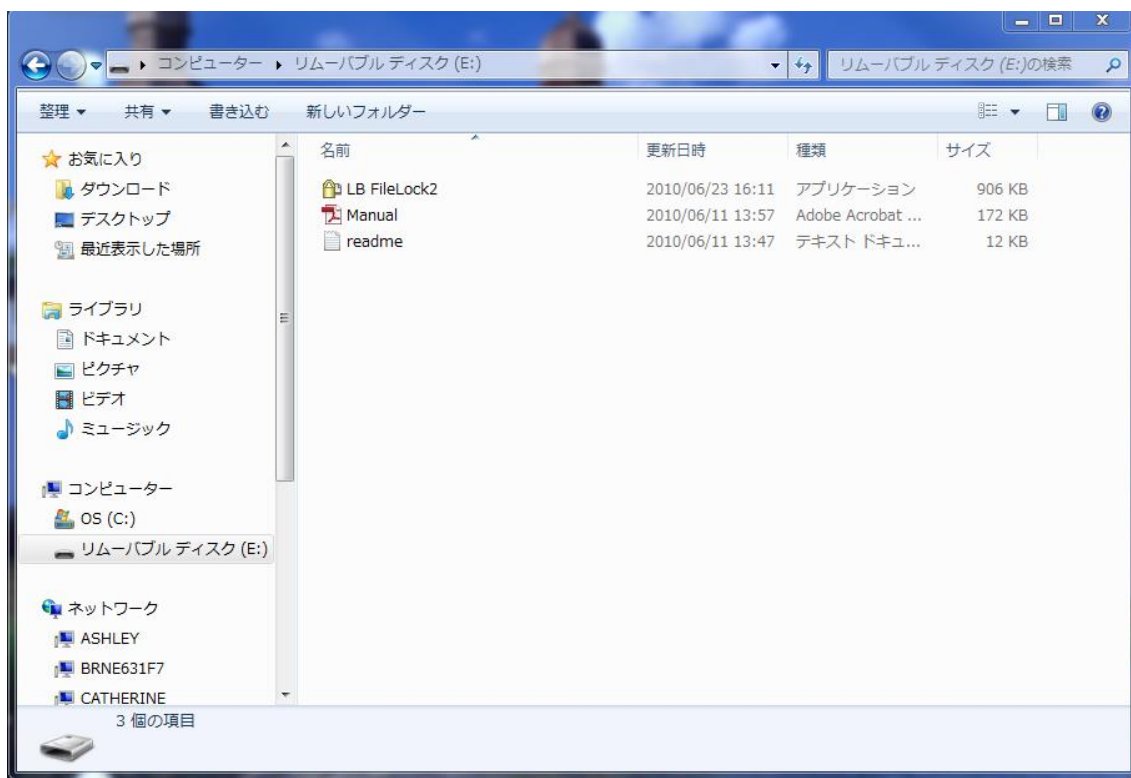 コンピューター ▸ リムーバブル ディスク (E:)
リムーバブル ディスク (E:)の検索
整理 共有 書き込む 新しいフォルダー
お気に入り
ダウンロード
デスクトップ
最近表示した場所
ライブラリ
ドキュメント
ピクチャ
ビデオ
ミュージック
コンピューター
OS (C:)
リムーバブル ディスク (E:)
ネットワーク
ASHLEY
BRNE631F7
CATHERINE
名前 更新日時 種類 サイズ
LB FileLock2 2010/06/23 16:11 アプリケーション 906 KB
Manual 2010/06/11 13:57 Adobe Acrobat ... 172 KB
readme 2010/06/11 13:47 テキスト ドキュ... 12 KB
3 個の項目